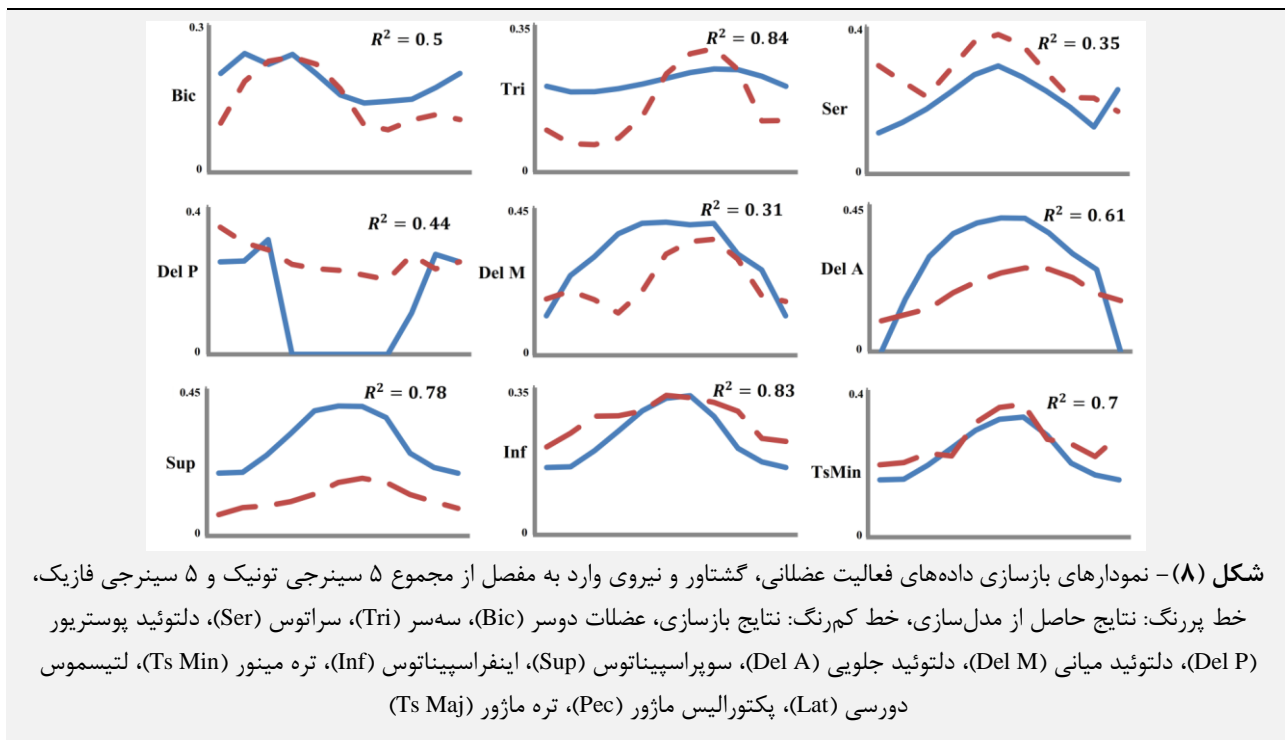 0.3
R² = 0.5
Bic
0
0.35
R² = 0.84
Tri
0
0.4
R² = 0.35
Ser
0
0.4
R² = 0.44
Del P
0
0.45
R² = 0.31
Del M
0
0.45
R² = 0.61
Del A
0
0.45
R² = 0.78
Sup
0
0.35
R² = 0.83
Inf
0
0.4
R² = 0.7
TsMin
0
شکل (۸)- نمودارهای بازسازی داده‌های فعالیت عضلانی، گشتاور و نیروی وارد به مفصل از مجموع ۵ سینرجی تونیک و ۵ سینرجی فازیک،
خط پررنگ: نتایج حاصل از مدل‌سازی، خط کم‌رنگ: نتایج بازسازی، عضلات دوسر (Bic)، سه‌سر (Tri)، سراتوس (Ser)، دلتوئید پوستریور
(Del P)، دلتوئید میانی (Del M)، دلتوئید جلویی (Del A)، سوپراسپیناتوس (Sup)، اینفراسپیناتوس (Inf)، تره مینور (Ts Min)، لتیسموس
دورسی (Lat)، پکتورالیس ماژور (Pec)، تره ماژور (Ts Maj)